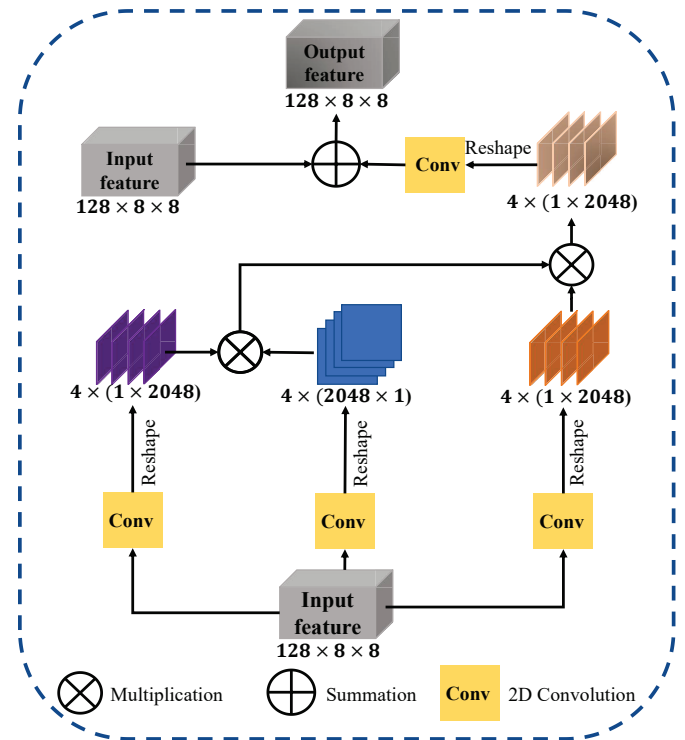 Output
feature
128 × 8 × 8
Input
feature
128 × 8 × 8
Conv
Reshape
4 × (1 × 2048)
4 × (1 × 2048)
4 × (2048 × 1)
4 × (1 × 2048)
Reshape
Reshape
Reshape
Conv
Conv
Conv
Input
feature
128 × 8 × 8
Multiplication
Summation
Conv
2D Convolution